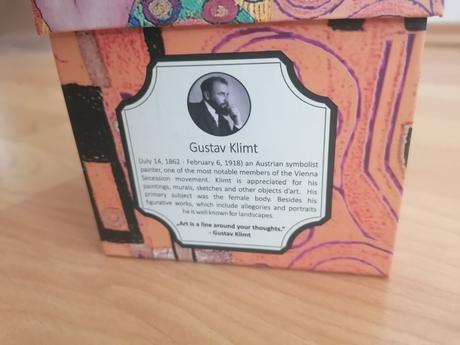 Gustav Klimt
(July 14, 1862 - February 6, 1918) an Austrian symbolist
painter, one of the most notable members of the Vienna
Secession movement. Klimt is appreciated for his
paintings, murals, sketches and other objects d'art. His
primary subject was the female body. Besides his
figurative works, which include allegories and portraits
he is well known for landscapes.
„Art is a line around your thoughts."
- Gustav Klimt